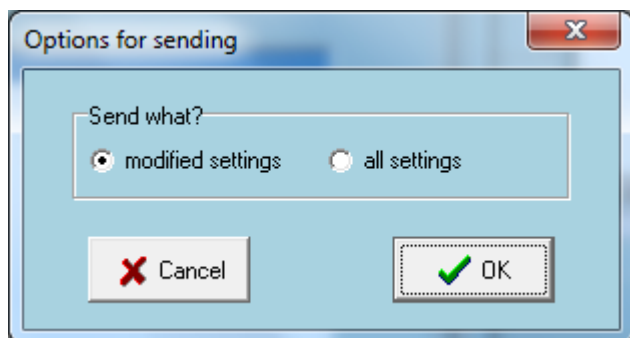 Options for sending
Send what?
modified settings all settings
Cancel OK